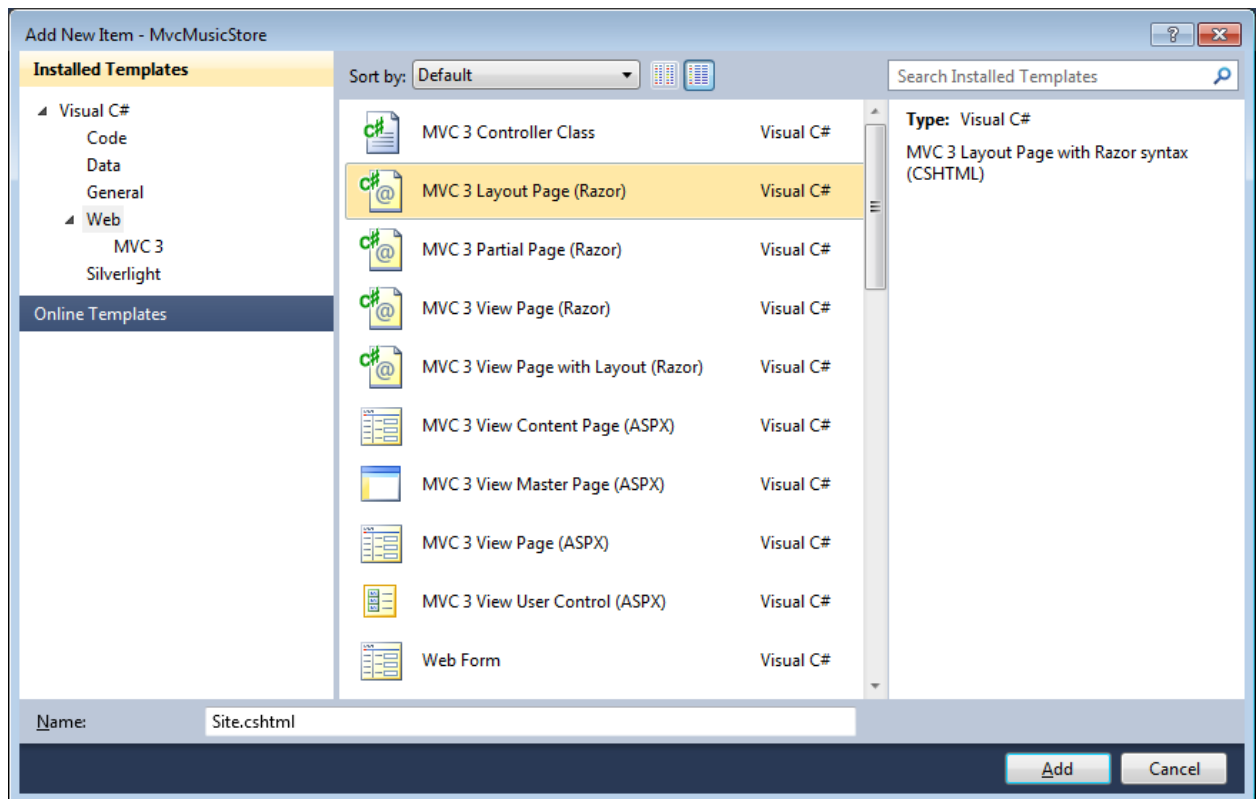 Add New Item - MvcMusicStore
Installed Templates
Visual C#
Code
Data
General
Web
MVC 3
Silverlight
Online Templates
Sort by: Default
Search Installed Templates
MVC 3 Controller Class Visual C#
MVC 3 Layout Page (Razor) Visual C#
MVC 3 Partial Page (Razor) Visual C#
MVC 3 View Page (Razor) Visual C#
MVC 3 View Page with Layout (Razor) Visual C#
MVC 3 View Content Page (ASPX) Visual C#
MVC 3 View Master Page (ASPX) Visual C#
MVC 3 View Page (ASPX) Visual C#
MVC 3 View User Control (ASPX) Visual C#
Web Form Visual C#
Type: Visual C#
MVC 3 Layout Page with Razor syntax
(CSHTML)
Name: Site.cshtml
Add Cancel